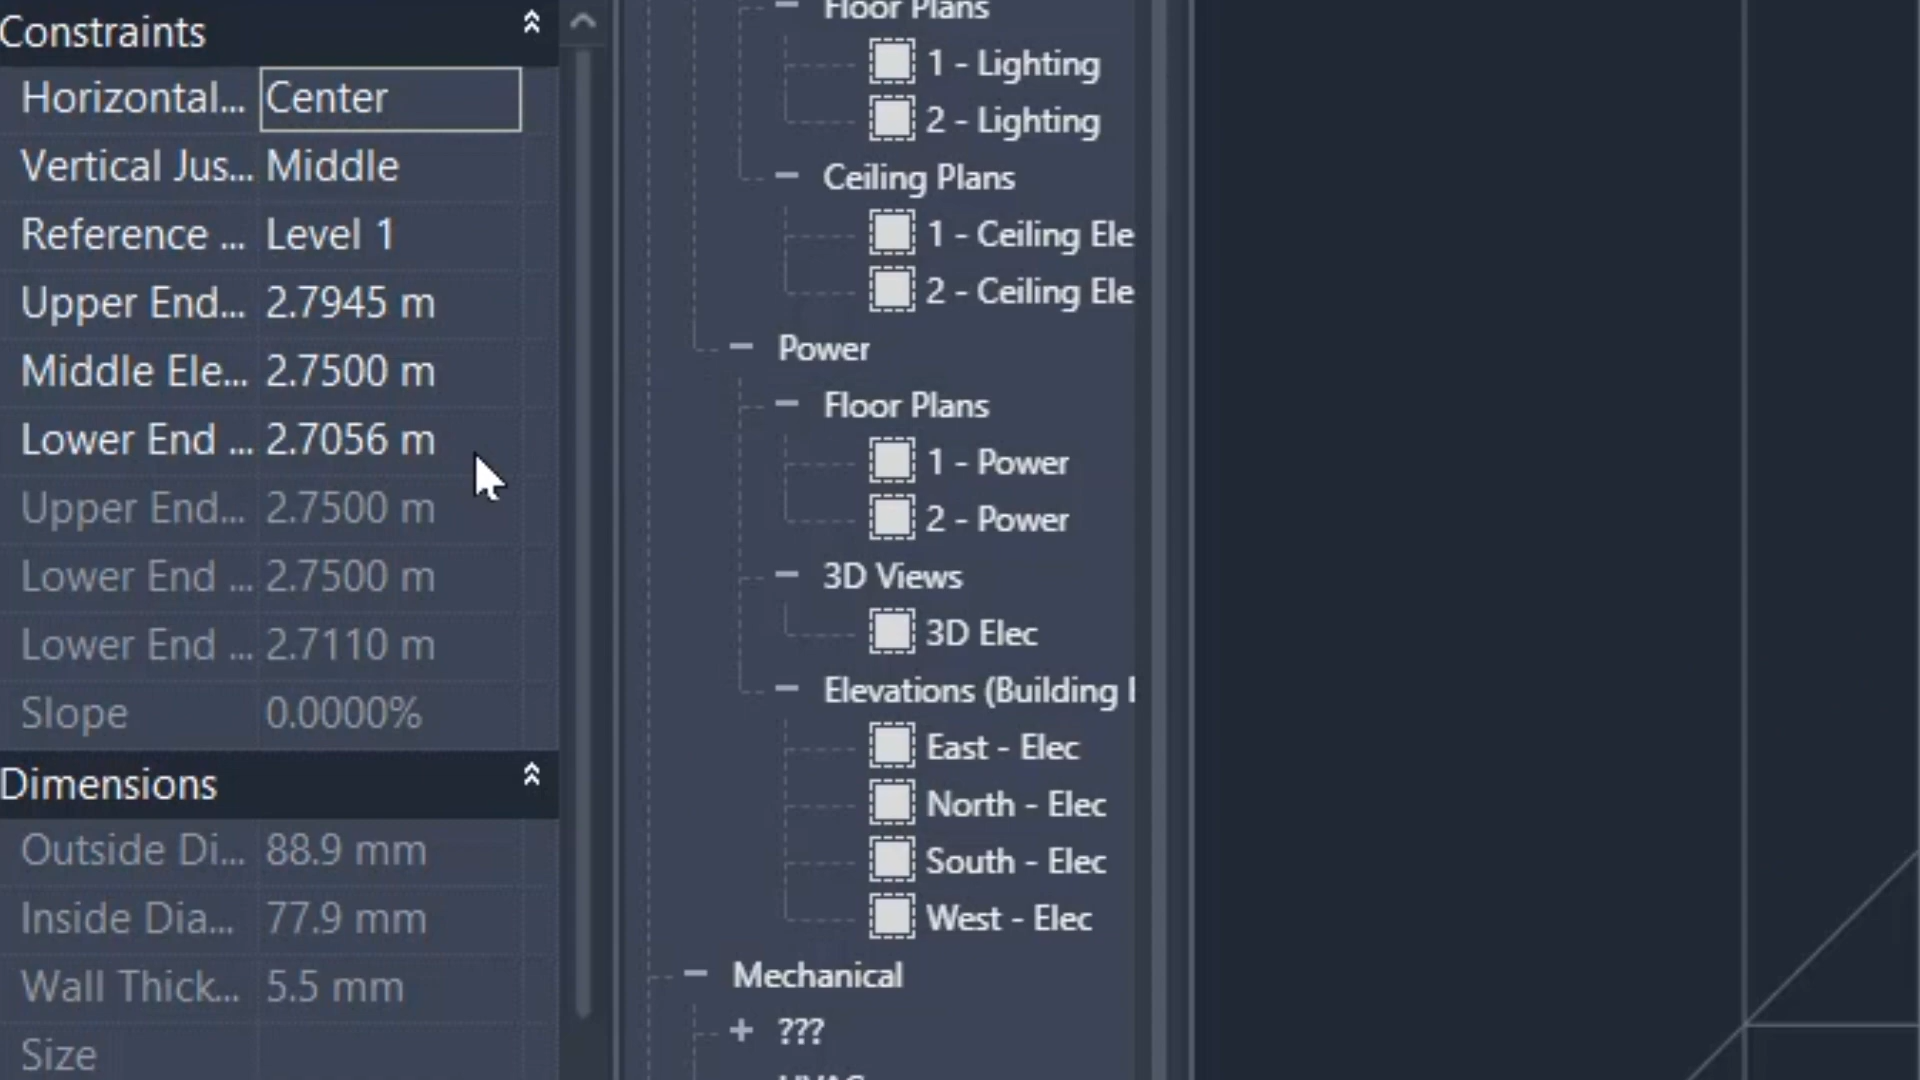 Constraints
Horizontal... Center
Vertical Jus... Middle
Reference ... Level 1
Upper End... 2.7945 m
Middle Ele... 2.7500 m
Lower End ... 2.7056 m
Upper End... 2.7500 m
Lower End ... 2.7500 m
Lower End ... 2.7110 m
Slope 0.0000%
Dimensions
Outside Di... 88.9 mm
Inside Dia... 77.9 mm
Wall Thick... 5.5 mm
Size
Floor Plans
1 - Lighting
2 - Lighting
Ceiling Plans
1 - Ceiling Ele
2 - Ceiling Ele
Power
Floor Plans
1 - Power
2 - Power
3D Views
3D Elec
Elevations (Building
East - Elec
North - Elec
South - Elec
West - Elec
Mechanical
???